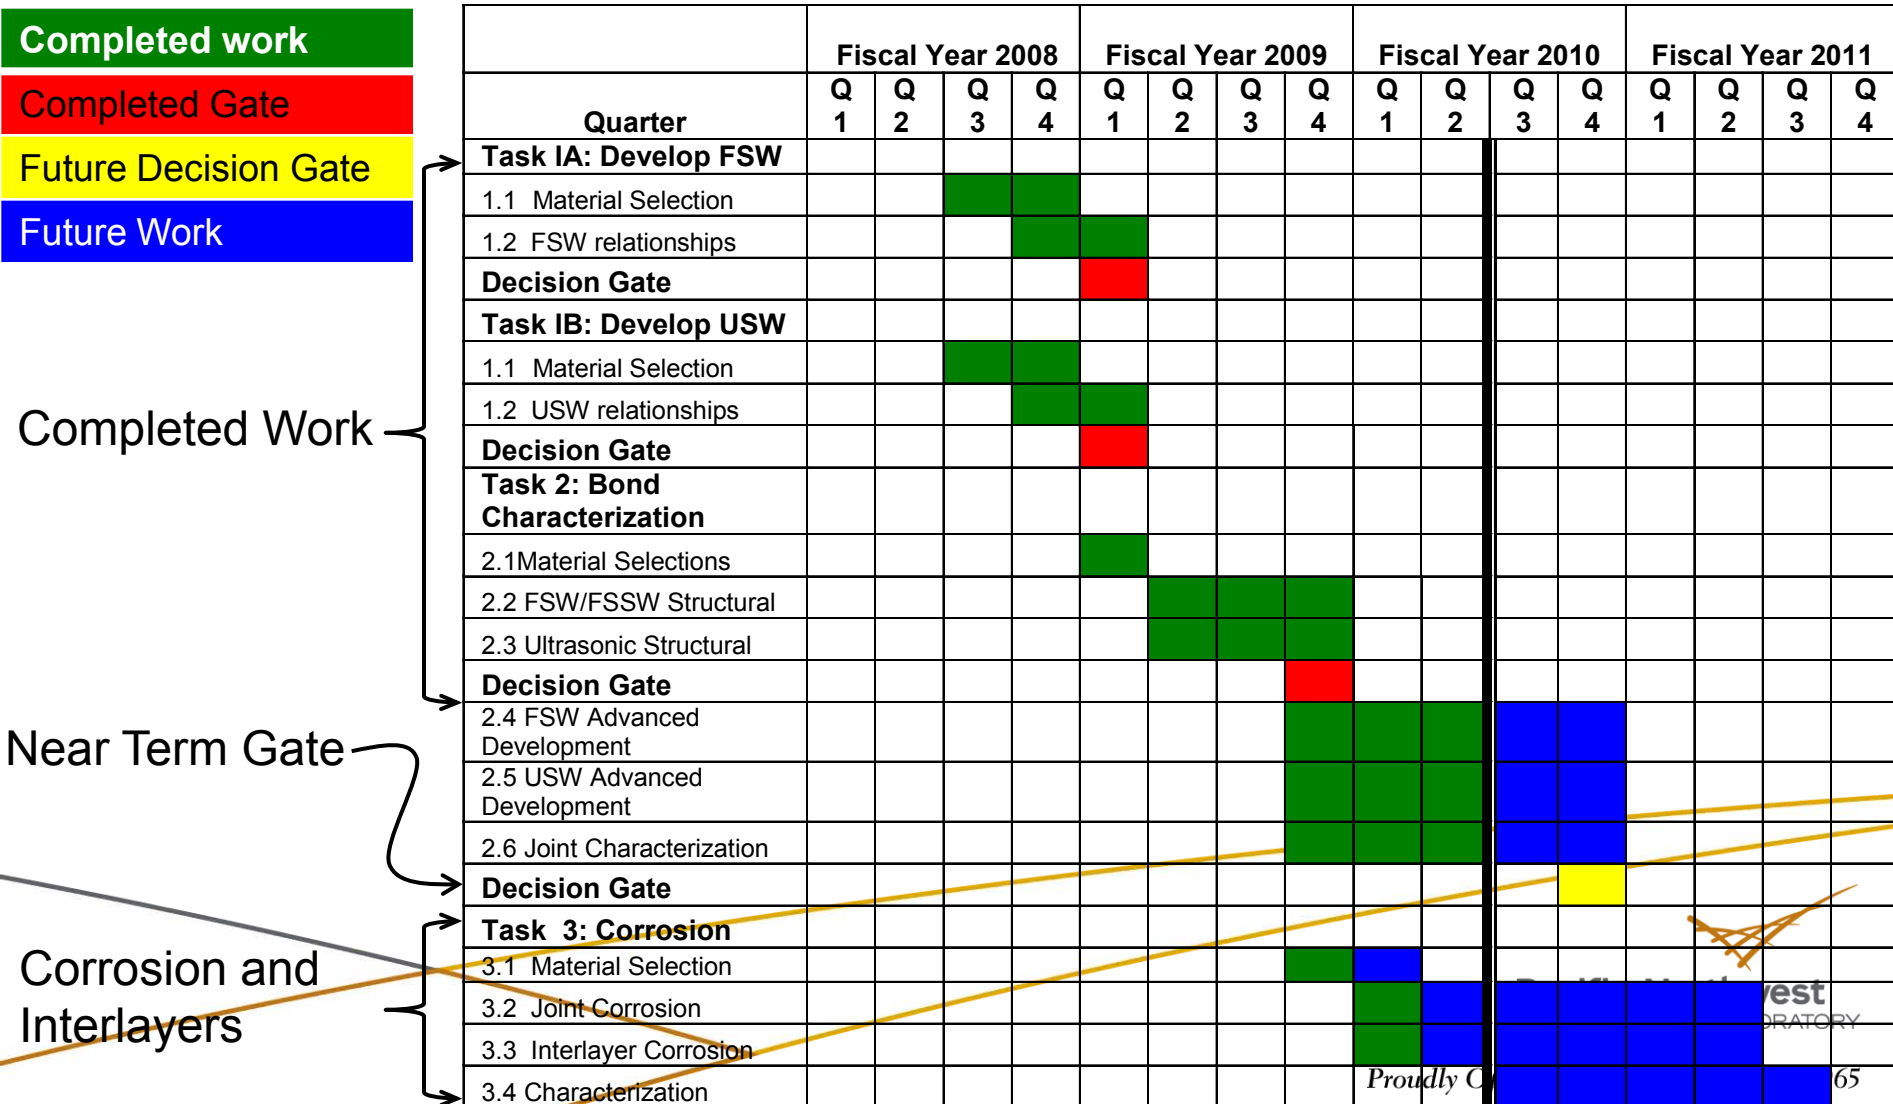 Completed work
Completed Gate
Future Decision Gate
Future Work
Completed Work
Near Term Gate
Corrosion and
Interlayers
Fiscal Year 2008 Fiscal Year 2009 Fiscal Year 2010 Fiscal Year 2011
Quarter Q 1 Q 2 Q 3 Q 4 Q 1 Q 2 Q 3 Q 4 Q 1 Q 2 Q 3 Q 4 Q 1 Q 2 Q 3 Q 4
Task IA: Develop FSW
1.1 Material Selection
1.2 FSW relationships
Decision Gate
Task IB: Develop USW
1.1 Material Selection
1.2 USW relationships
Decision Gate
Task 2: Bond
Characterization
2.1Material Selections
2.2 FSW/FSSW Structural
2.3 Ultrasonic Structural
Decision Gate
2.4 FSW Advanced
Development
2.5 USW Advanced
Development
2.6 Joint Characterization
Decision Gate
Task 3: Corrosion
3.1 Material Selection
3.2 Joint Corrosion
3.3 Interlayer Corrosion
3.4 Characterization
Proudly